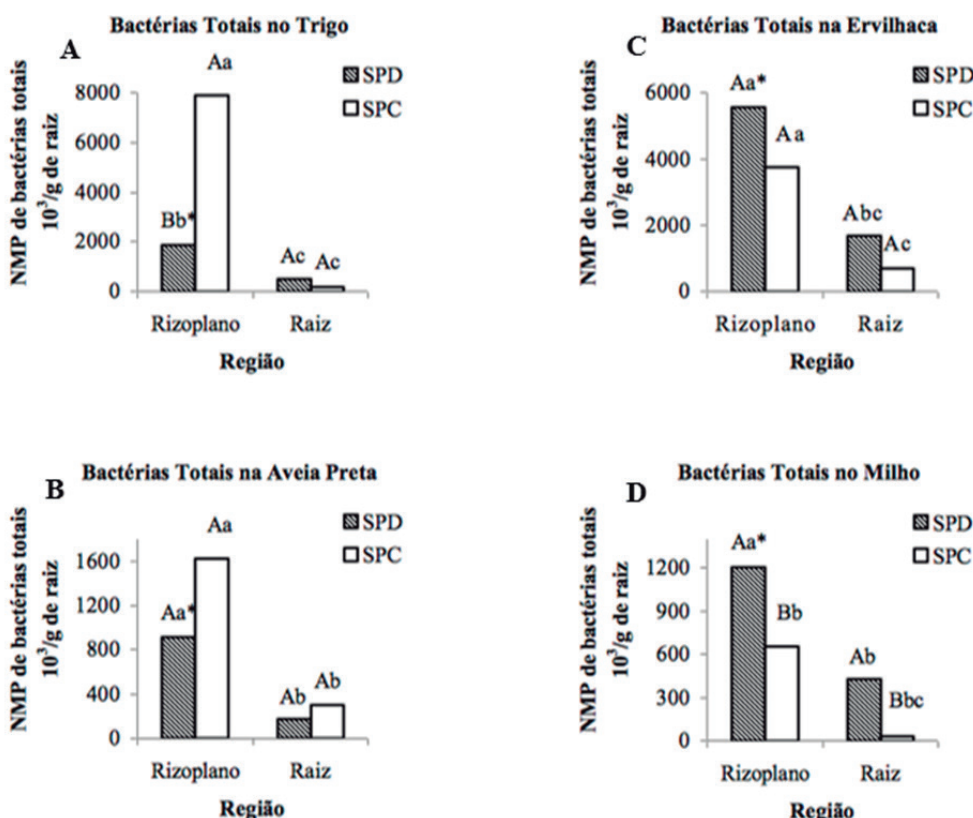 Bactérias Totais no Trigo
A
Aa
SPD
SPC
8000
6000
4000
2000
0
Bb*
Ac Ac
NMP de bactérias totais
10³/g de raiz
Rizoplano Raiz
Região
Bactérias Totais na Ervilhaca
C
SPD
SPC
6000
4000
2000
0
Aa*
A a
A bc
A c
NMP de bactérias totais
10³/g de raiz
Rizoplano Raiz
Região
Bactérias Totais na Aveia Preta
B
Aa
SPD
SPC
1600
1200
800
400
0
Aa*
Ab Ab
NMP de bactérias totais
10³/g de raiz
Rizoplano Raiz
Região
Bactérias Totais no Milho
D
SPD
SPC
1200
900
600
300
0
Aa*
Bb
Ab
Bbc
NMP de bactérias totais
10³/g de raiz
Rizoplano Raiz
Região